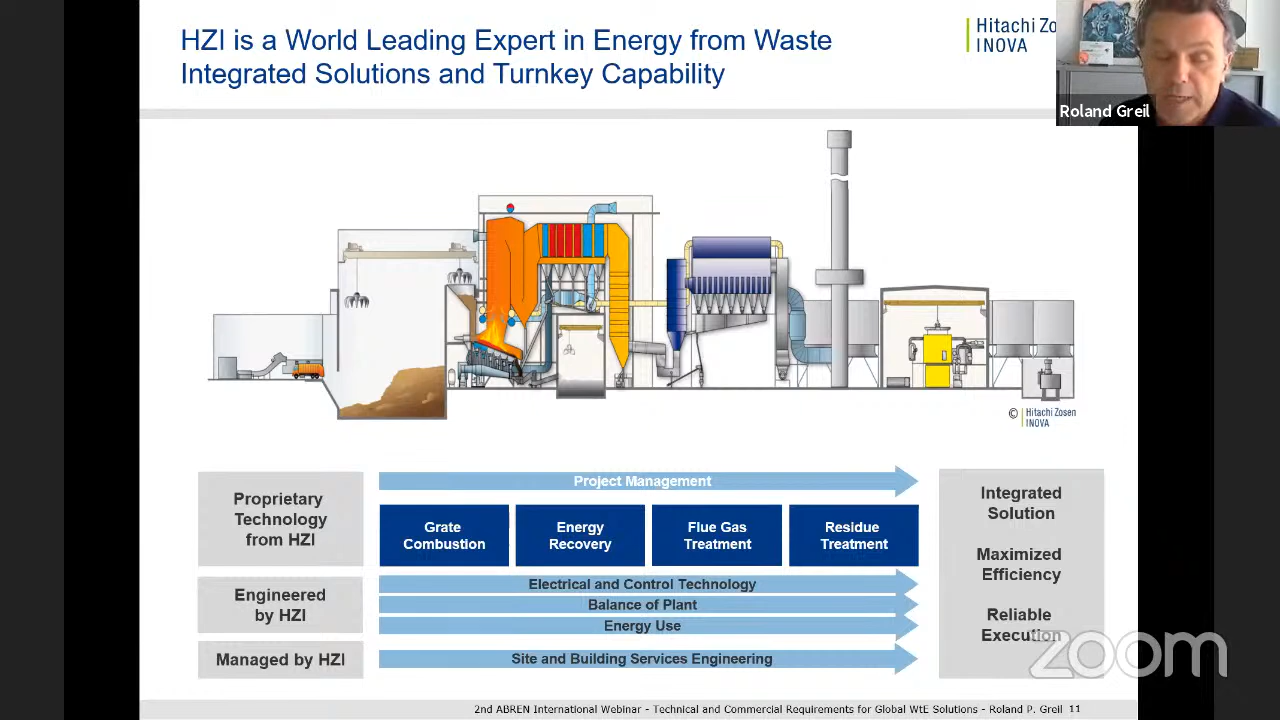 HZI is a World Leading Expert in Energy from Waste
Integrated Solutions and Turnkey Capability
Hitachi Zo
INOVA
Roland Greil
© Hitachi Zosen
INOVA
Proprietary
Technology
from HZI
Engineered
by HZI
Managed by HZI
Project Management
Grate
Combustion
Energy
Recovery
Flue Gas
Treatment
Residue
Treatment
Electrical and Control Technology
Balance of Plant
Energy Use
Site and Building Services Engineering
Integrated
Solution
Maximized
Efficiency
Reliable
Execution
zoom
2nd ABREN International Webinar - Technical and Commercial Requirements for Global WtE Solutions - Roland P. Greil 11